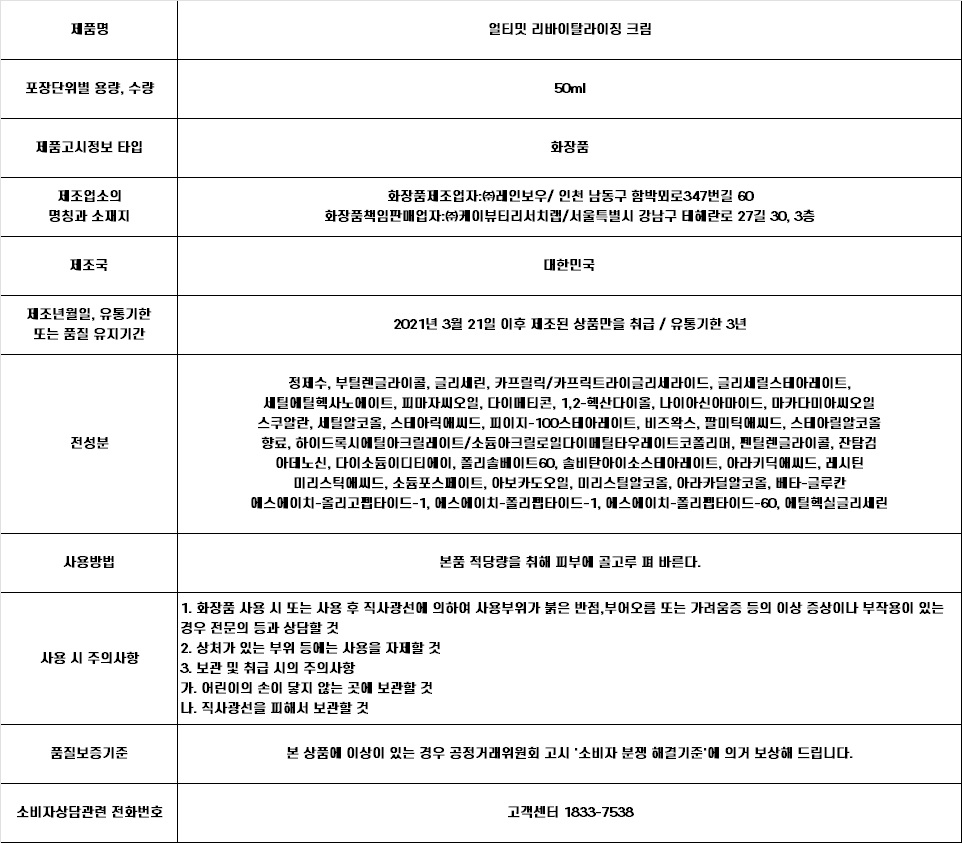 제품명
얼티밋 리바이탈라이징 크림
포장단위별 용량, 수량
50ml
제품고시정보 타입
화장품
제조업소의
명칭과 소재지
화장품제조업자:㈜레인보우/ 인천 남동구 함박뫼로347번길 60
화장품책임판매업자:㈜케이뷰티리서치랩/서울특별시 강남구 테헤란로 27길 30, 3층
제조국
대한민국
제조년월일, 유통기한
또는 품질 유지기간
2021년 3월 21일 이후 제조된 상품만을 취급 / 유통기한 3년
전성분
정제수, 부틸렌글라이콜, 글리세린, 카프릴릭/카프릭트라이글리세라이드, 글리세릴스테아레이트,
세틸에틸헥사노에이트, 피마자씨오일, 다이메티콘, 1,2-헥산다이올, 나이아신아마이드, 마카다미아씨오일
스쿠알란, 세틸알코올, 스테아릭애씨드, 피이지-100스테아레이트, 비즈왁스, 팔미틱애씨드, 스테아릴알코올
향료, 하이드록시에틸아크릴레이트/소듐아크릴로일다이메틸타우레이트코폴리머, 펜틸렌글라이콜, 잔탐검
아데노신, 다이소듐이디티에이, 폴리솔베이트60, 솔비탄아이소스테아레이트, 아라키딕애씨드, 레시틴
미리스틱애씨드, 소듐포스페이트, 아보카도오일, 미리스틸알코올, 아라카딜알코올, 베타-글루칸
에스에이치-올리고펩타이드-1, 에스에이치-폴리펩타이드-1, 에스에이치-폴리펩타이드-60, 에틸헥실글리세린
사용방법
본품 적당량을 취해 피부에 골고루 펴 바른다.
사용 시 주의사항
1. 화장품 사용 시 또는 사용 후 직사광선에 의하여 사용부위가 붉은 반점,부어오름 또는 가려움증 등의 이상 증상이나 부작용이 있는
경우 전문의 등과 상담할 것
2. 상처가 있는 부위 등에는 사용을 자제할 것
3. 보관 및 취급 시의 주의사항
가. 어린이의 손이 닿지 않는 곳에 보관할 것
나. 직사광선을 피해서 보관할 것
품질보증기준
본 상품에 이상이 있는 경우 공정거래위원회 고시 '소비자 분쟁 해결기준'에 의거 보상해 드립니다.
소비자상담관련 전화번호
고객센터 1833-7538